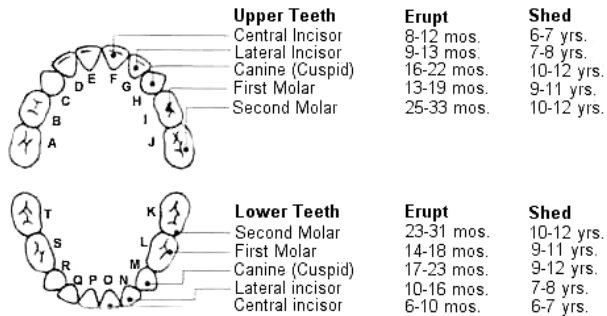 Upper Teeth Erupt Shed
Central Incisor 8-12 mos. 6-7 yrs.
Lateral Incisor 9-13 mos. 7-8 yrs.
Canine (Cuspid) 16-22 mos. 10-12 yrs.
First Molar 13-19 mos. 9-11 yrs.
Second Molar 25-33 mos. 10-12 yrs.
A B C D E F G H I J
T S R Q P O N M L K
Lower Teeth Erupt Shed
Second Molar 23-31 mos. 10-12 yrs.
First Molar 14-18 mos. 9-11 yrs.
Canine (Cuspid) 17-23 mos. 9-12 yrs.
Lateral incisor 10-16 mos. 7-8 yrs.
Central incisor 6-10 mos. 6-7 yrs.